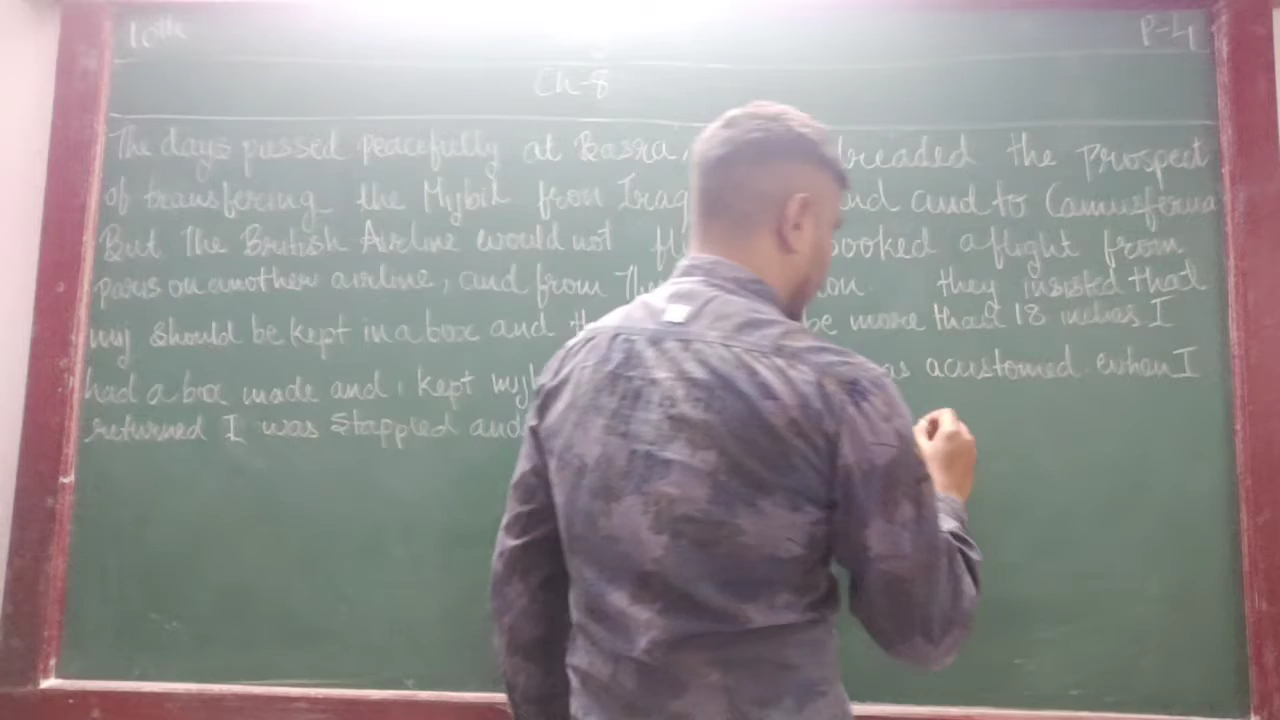 10th P-4
Ch-8
The days passed peacefully at Basra, dreaded the prospect
of transfering the Mybil from Iraq and to Camusferna
But The British Airline would not booked a flight from
paris on another airline, and from they insisted that
my should be kept in a box and be more than 18 inches I
had a box made and I kept was acustomed. when I
returned I was Stappled and